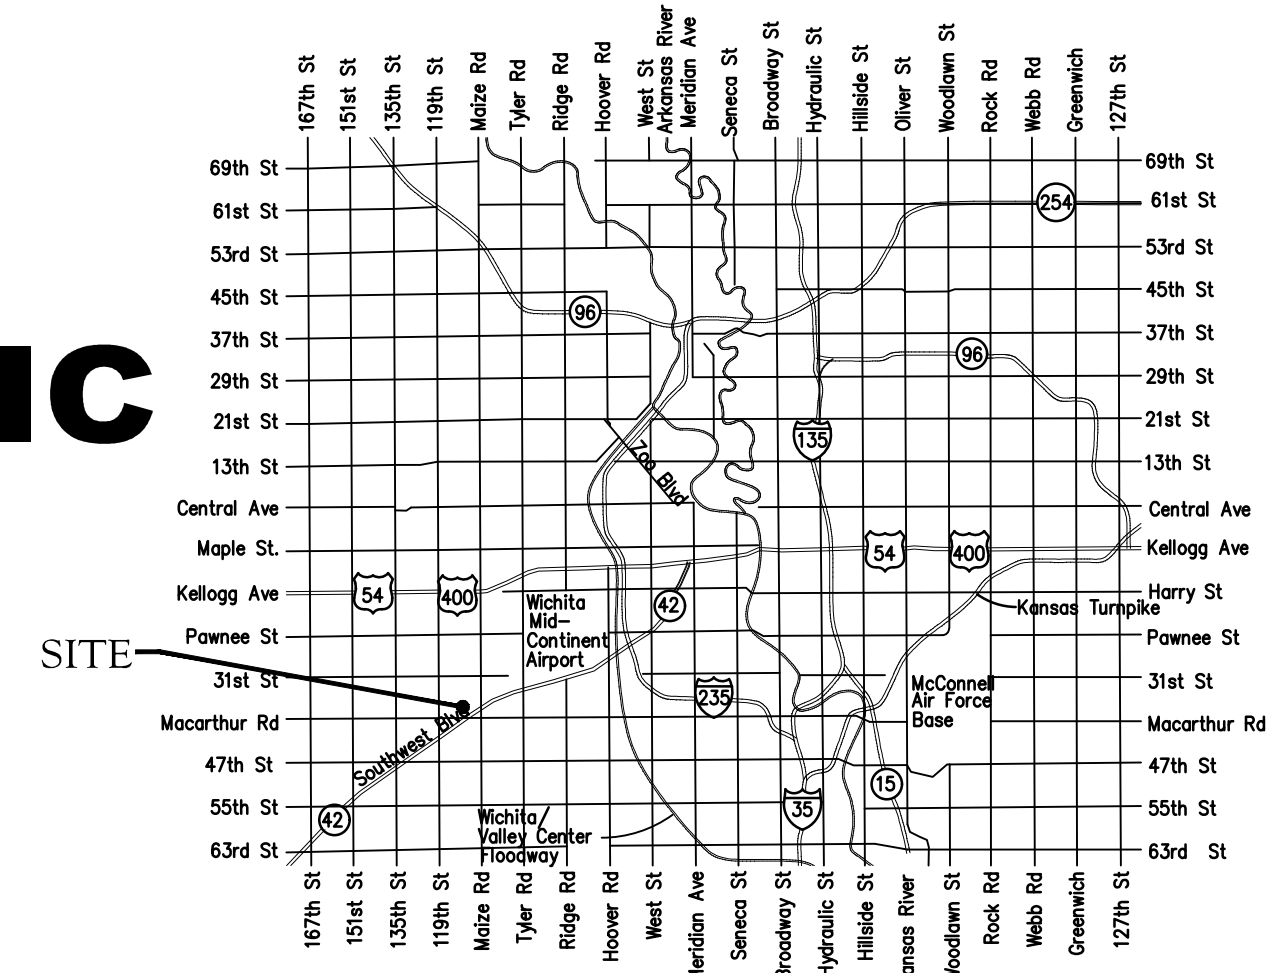 167th St
151st St
135th St
119th St
Maize Rd
Tyler Rd
Ridge Rd
Hoover Rd
West St
Arkansas River
Meridian Ave
Seneca St
Broadway St
Hydraulic St
Hillside St
Oliver St
Woodlawn St
Rock Rd
Webb Rd
Greenwich
127th St
69th St
69th St
61st St
254
61st St
53rd St
53rd St
45th St
45th St
96
37th St
37th St
IC
96
29th St
29th St
21st St
21st St
135
Zoo Blvd
13th St
13th St
Central Ave
Central Ave
Maple St.
54
400
Kellogg Ave
Kellogg Ave
54
400
Harry St
Wichita
Mid-
Continent
Airport
42
Kansas Turnpike
Pawnee St
Pawnee St
SITE
31st St
235
McConnell
Air Force
Base
31st St
Macarthur Rd
Macarthur Rd
Southwest Blvd
47th St
47th St
15
55th St
55th St
42
Wichita/
Valley Center
Floodway
35
63rd St
63rd St
167th St
151st St
135th St
119th St
Maize Rd
Tyler Rd
Ridge Rd
Hoover Rd
West St
eridian Ave
Seneca St
Broadway St
Hydraulic St
Hillside St
ansas River
Woodlawn St
Rock Rd
Webb Rd
Greenwich
127th St